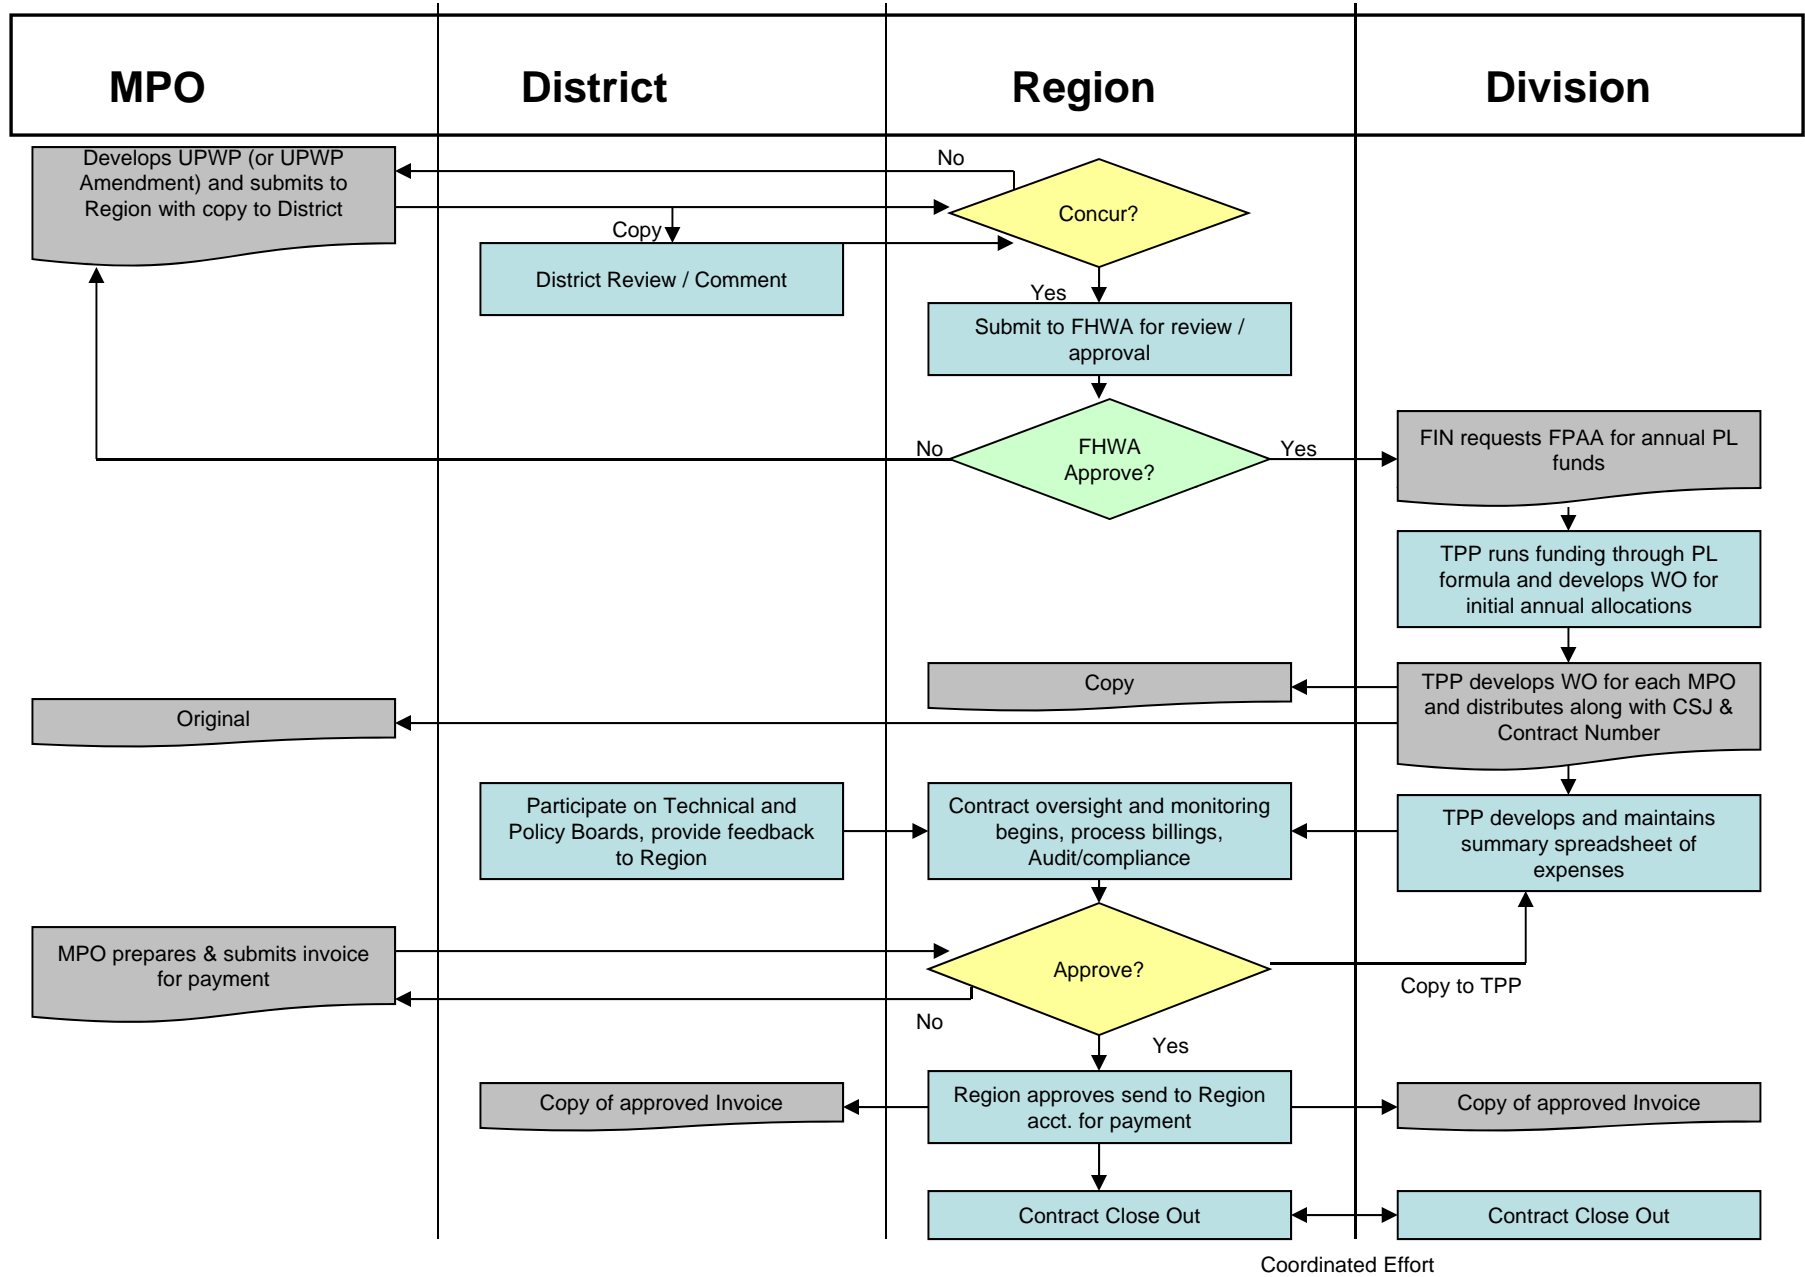 MPO
District
Region
Division
Develops UPWP (or UPWP
Amendment) and submits to
Region with copy to District
No
Concur?
Copy
District Review / Comment
Yes
Submit to FHWA for review /
approval
No
FHWA
Approve?
Yes
FIN requests FPAA for annual PL
funds
TPP runs funding through PL
formula and develops WO for
initial annual allocations
TPP develops WO for each MPO
and distributes along with CSJ &
Contract Number
Copy
Original
Participate on Technical and
Policy Boards, provide feedback
to Region
Contract oversight and monitoring
begins, process billings,
Audit/compliance
TPP develops and maintains
summary spreadsheet of
expenses
MPO prepares & submits invoice
for payment
Approve?
Copy to TPP
No
Yes
Copy of approved Invoice
Region approves send to Region
acct. for payment
Copy of approved Invoice
Contract Close Out
Contract Close Out
Coordinated Effort